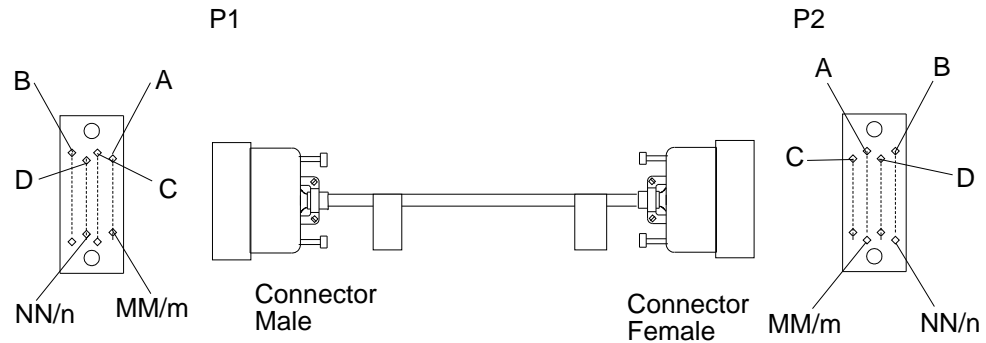 P1
P2
B
A
A
B
C
D
C
D
NN/n
MM/m
Connector
Male
Connector
Female
MM/m
NN/n